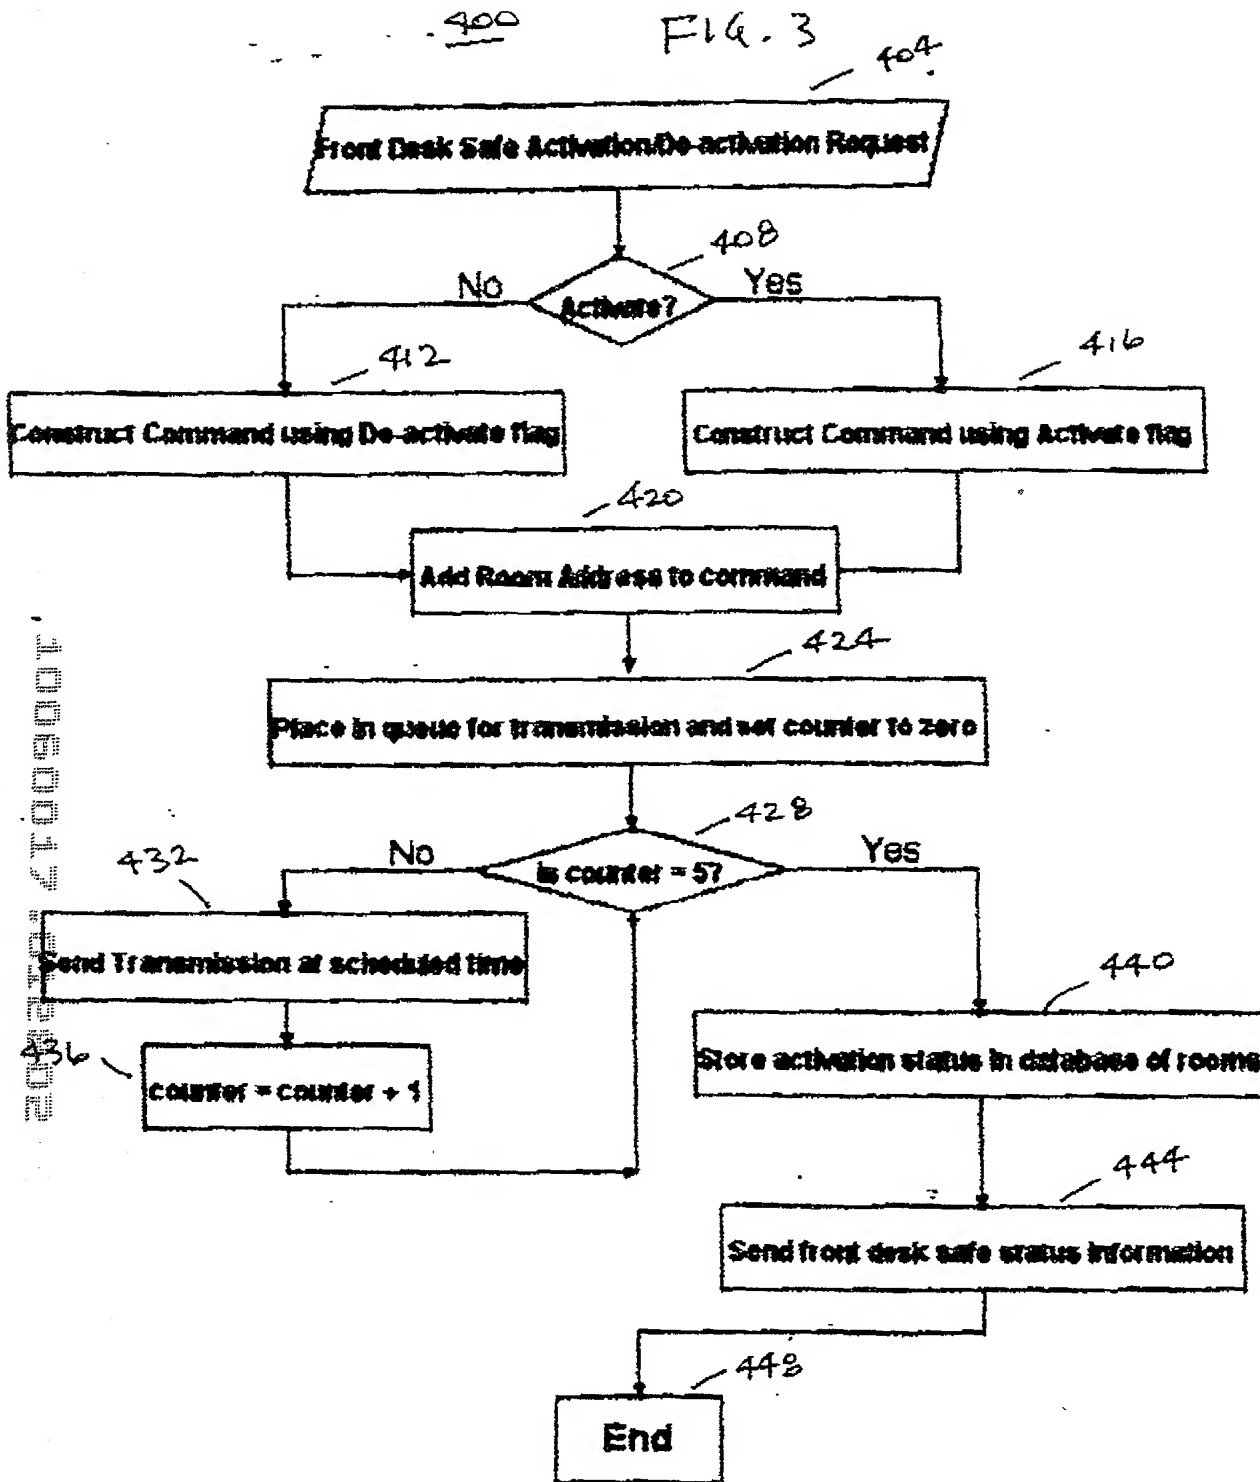 400
FIG. 3
404
Front Desk Safe Activation/De-activation Request
408
No
Yes
Activate?
412
416
Construct Command using De-activate flag
Construct Command using Activate flag
420
Add Room Address to command
424
Place in queue for transmission and set counter to zero
428
432
No
Yes
is counter = 5?
Send Transmission at scheduled time
440
436
counter = counter + 1
Store activation status in database of rooms
444
Send front desk safe status information
448
End